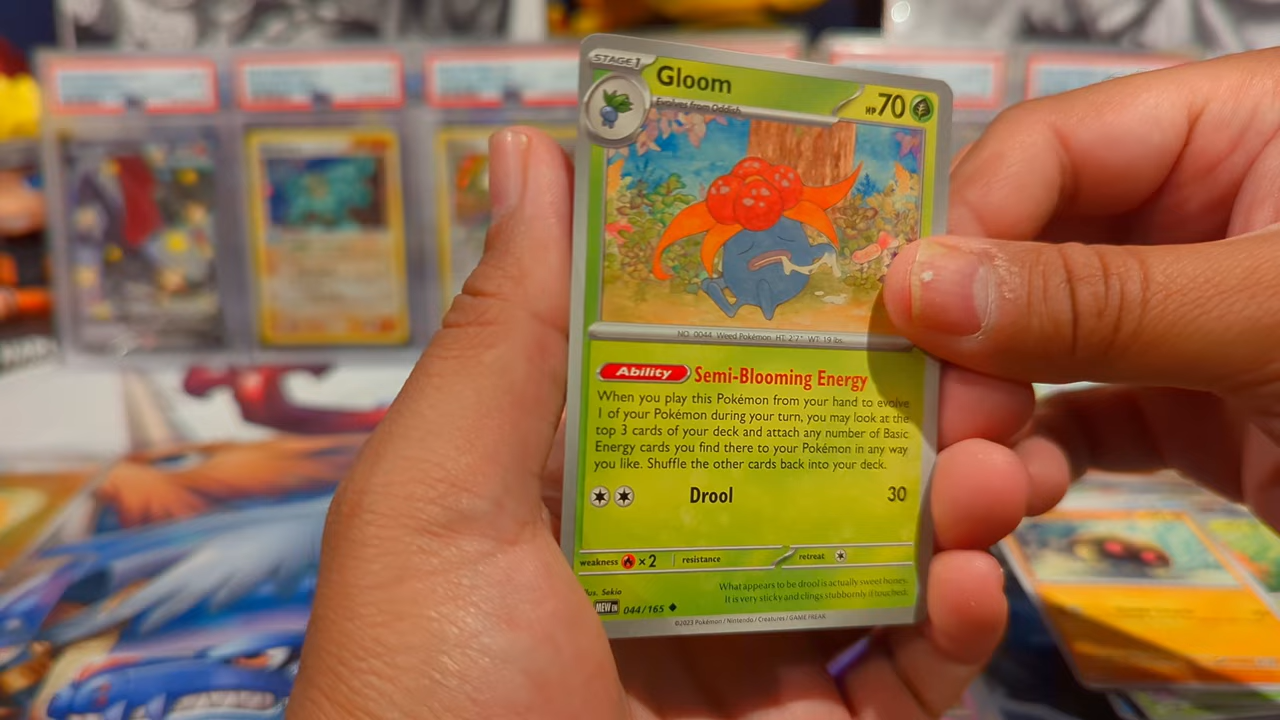 STAGE 1
Gloom
HP 70
Evolves from Oddish
NO. 0044 Weed Pokémon HT: 2'7" WT: 19 lbs.
Ability Semi-Blooming Energy
When you play this Pokémon from your hand to evolve
1 of your Pokémon during your turn, you may look at the
top 3 cards of your deck and attach any number of Basic
Energy cards you find there to your Pokémon in any way
you like. Shuffle the other cards back into your deck.
Drool 30
weakness ×2 resistance retreat
What appears to be drool is actually sweet honey.
It is very sticky and clings stubbornly if touched.
llus. Sekio
MEW EN 044/165
©2023 Pokémon / Nintendo / Creatures / GAME FREAK